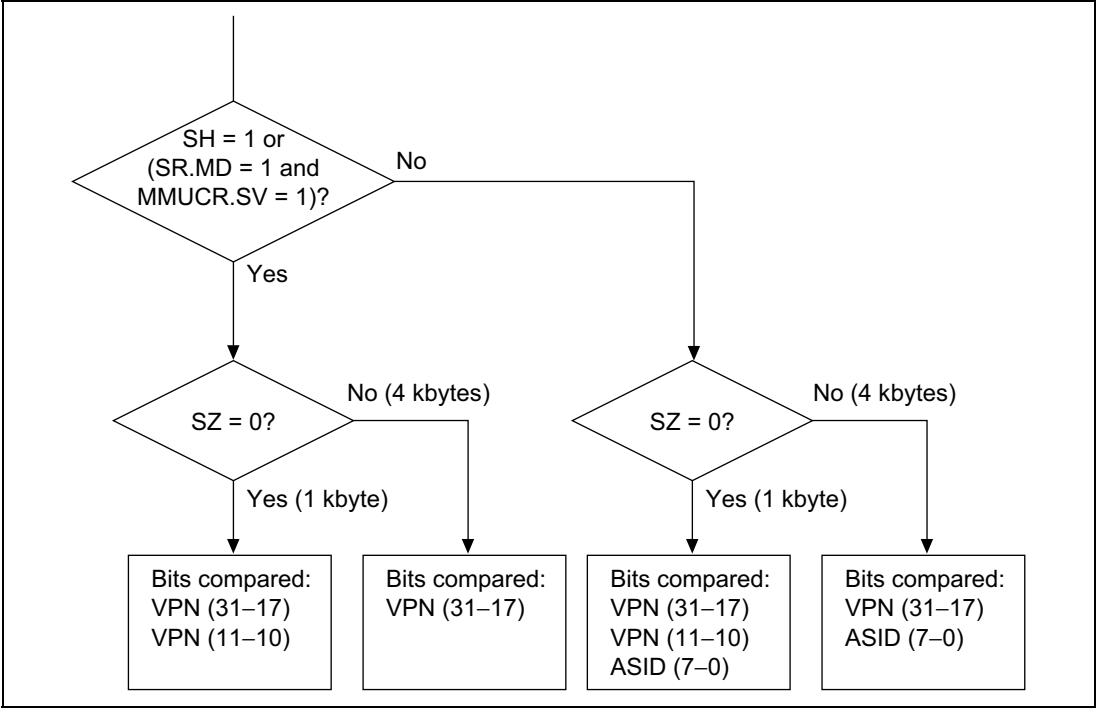 SH = 1 or
(SR.MD = 1 and
MMUCR.SV = 1)?
No
Yes
SZ = 0?
No (4 kbytes)
Yes (1 kbyte)
SZ = 0?
No (4 kbytes)
Yes (1 kbyte)
Bits compared:
VPN (31–17)
VPN (11–10)
Bits compared:
VPN (31–17)
Bits compared:
VPN (31–17)
VPN (11–10)
ASID (7–0)
Bits compared:
VPN (31–17)
ASID (7–0)